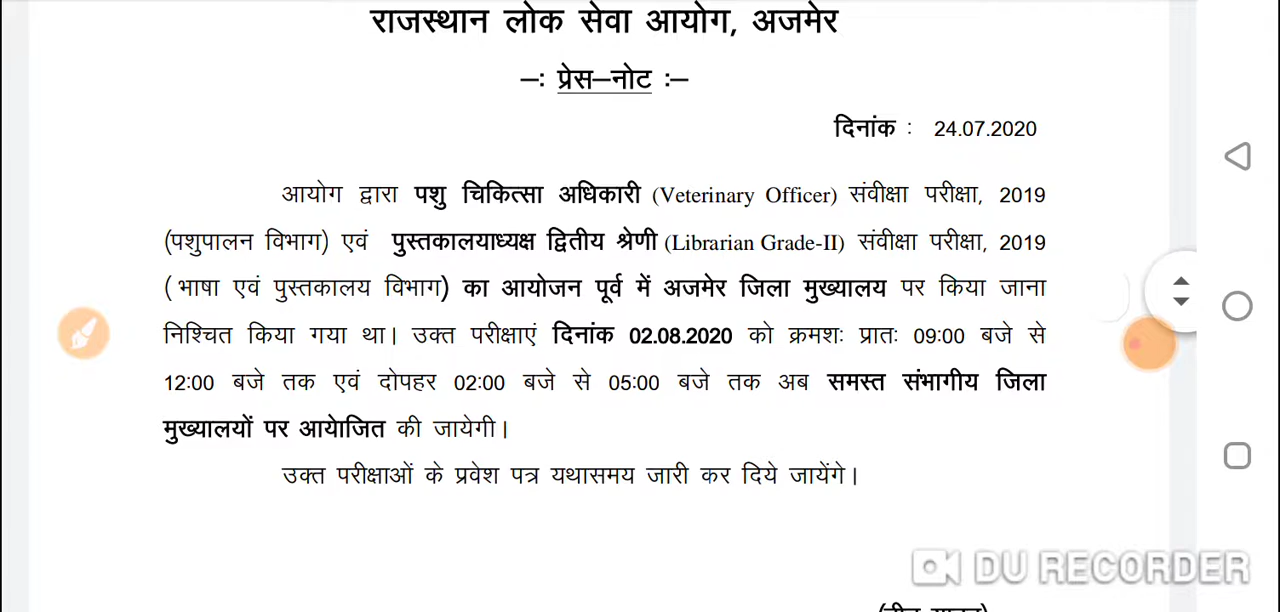 राजस्थान लोक सेवा आयोग, अजमेर
–: प्रेस–नोट :–
दिनांक : 24.07.2020
आयोग द्वारा पशु चिकित्सा अधिकारी (Veterinary Officer) संवीक्षा परीक्षा, 2019
(पशुपालन विभाग) एवं पुस्तकालयाध्यक्ष द्वितीय श्रेणी (Librarian Grade-II) संवीक्षा परीक्षा, 2019
( भाषा एवं पुस्तकालय विभाग) का आयोजन पूर्व में अजमेर जिला मुख्यालय पर किया जाना
निश्चित किया गया था। उक्त परीक्षाएं दिनांक 02.08.2020 को क्रमशः प्रातः 09:00 बजे से
12:00 बजे तक एवं दोपहर 02:00 बजे से 05:00 बजे तक अब समस्त संभागीय जिला
मुख्यालयों पर आयोजित की जायेगी।
उक्त परीक्षाओं के प्रवेश पत्र यथासमय जारी कर दिये जायेंगे।
DU RECORDER